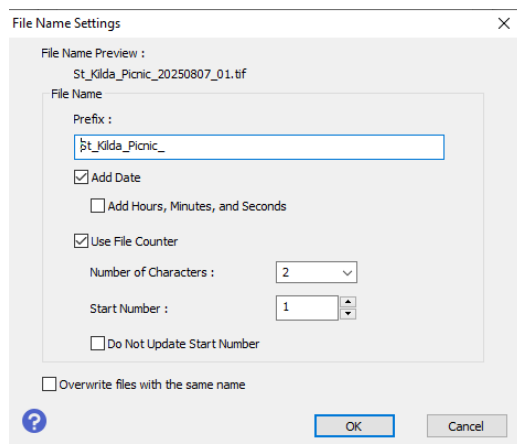 File Name Settings
File Name Preview :
St_Kilda_Picnic_20250807_01.tif
File Name
Prefix :
St_Kilda_Picnic_
Add Date
Add Hours, Minutes, and Seconds
Use File Counter
Number of Characters : 2
Start Number : 1
Do Not Update Start Number
Overwrite files with the same name
? OK Cancel